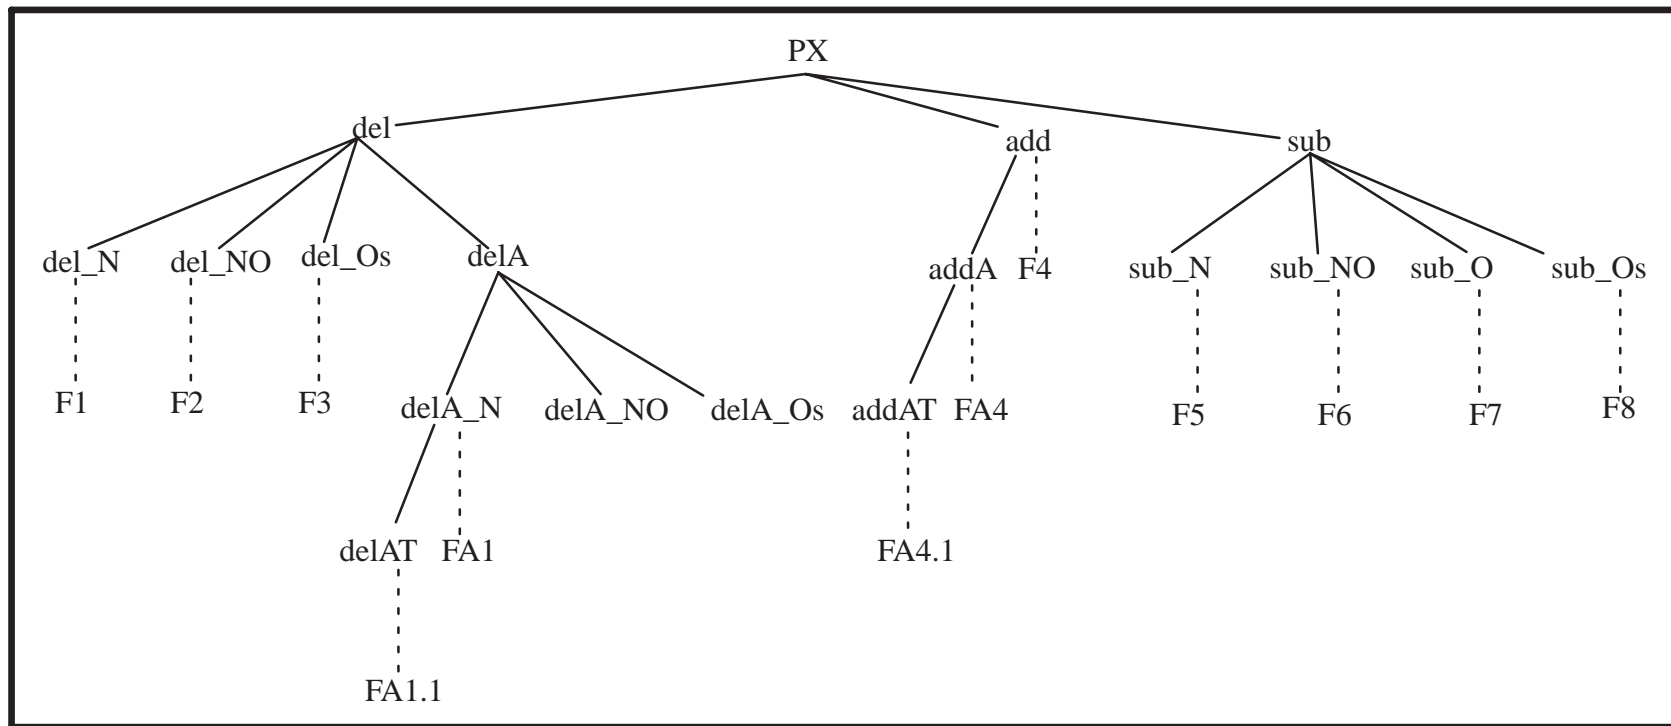 PX
del
add
sub
del_N
del_NO
del_Os
delA
addA
F4
sub_N
sub_NO
sub_O
sub_Os
F1
F2
F3
delA_N
delA_NO
delA_Os
addAT
FA4
F5
F6
F7
F8
delAT
FA1
FA4.1
FA1.1